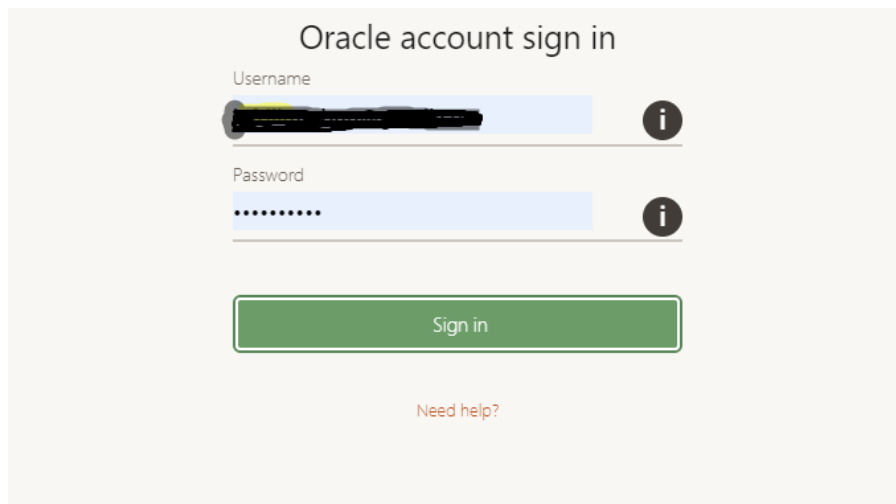 Oracle account sign in
Username
i
Password
••••••••••
i
Sign in
Need help?